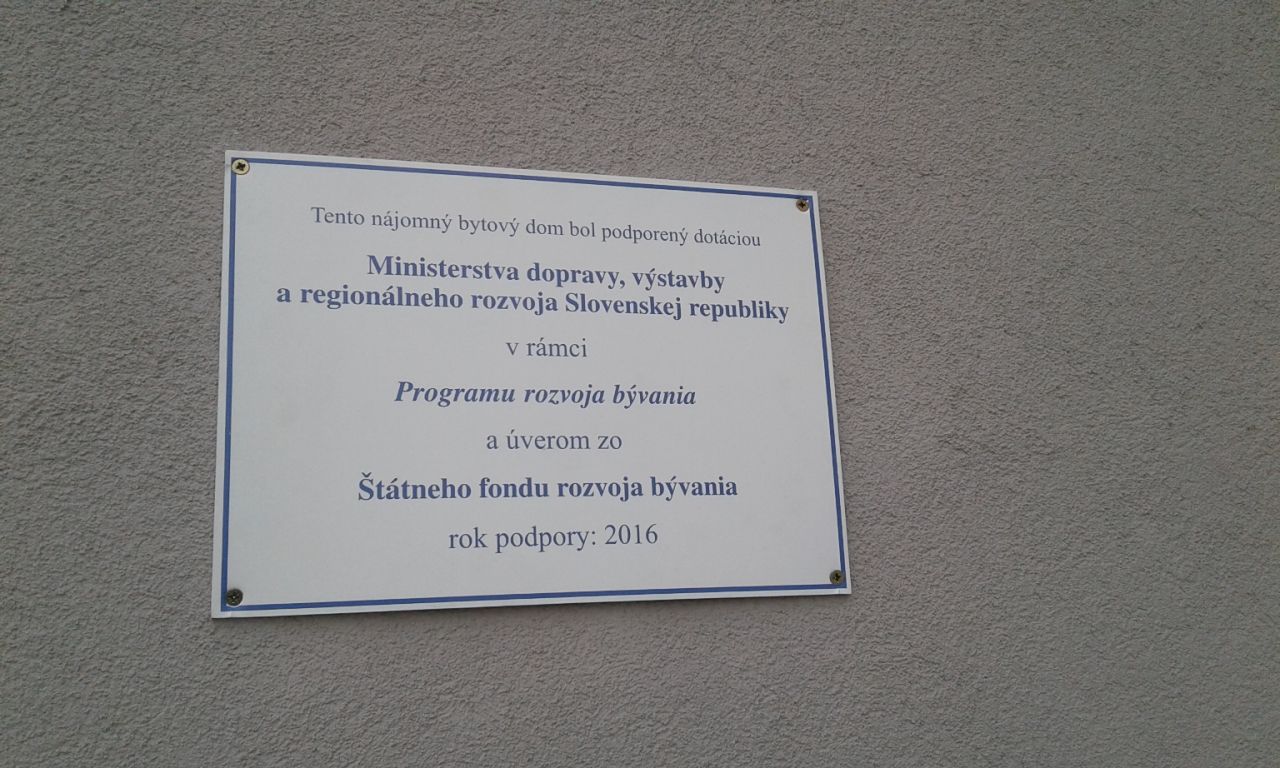 Tento nájomný bytový dom bol podporený dotáciou
Ministerstva dopravy, výstavby
a regionálneho rozvoja Slovenskej republiky
v rámci
Programu rozvoja bývania
a úverom zo
Štátneho fondu rozvoja bývania
rok podpory: 2016